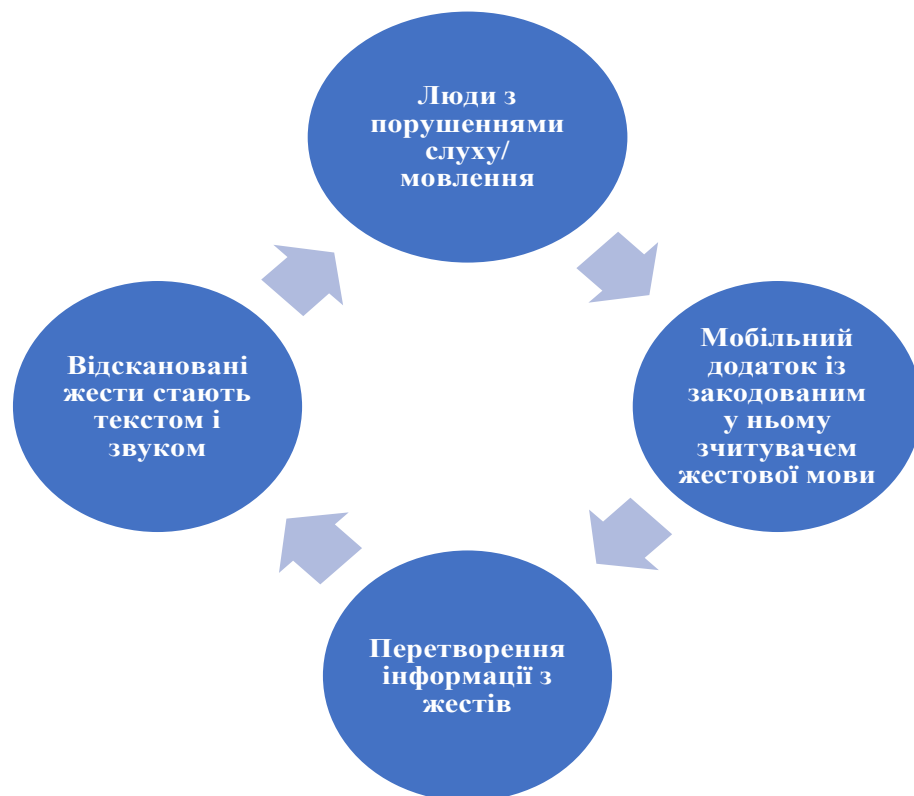 Люди з
порушеннями
слуху/
мовлення
Мобільний
додаток із
закодованим
у ньому
зчитувачем
жестової мови
Перетворення
інформації з
жестів
Відскановані
жести стають
текстом і
звуком